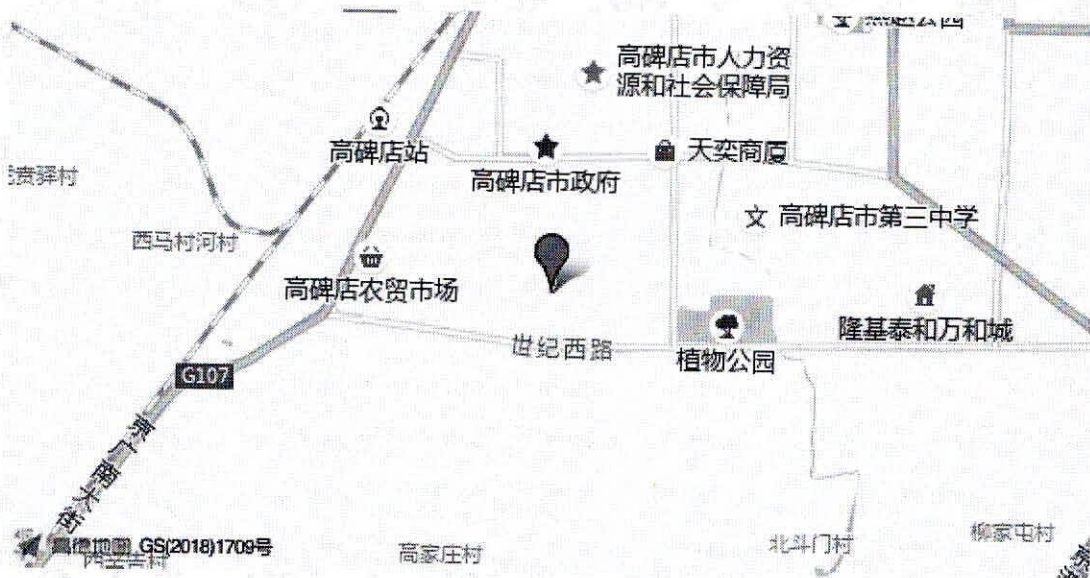 高碑店市人力资
源和社会保障局
高碑店站
天奕商厦
高碑店市政府
高碑店市第三中学
西马村河村
高碑店农贸市场
隆基泰和万和城
世纪西路
植物公园
G107
高德地图 GS(2018)1709号
高家庄村
北斗门村
柳家屯村